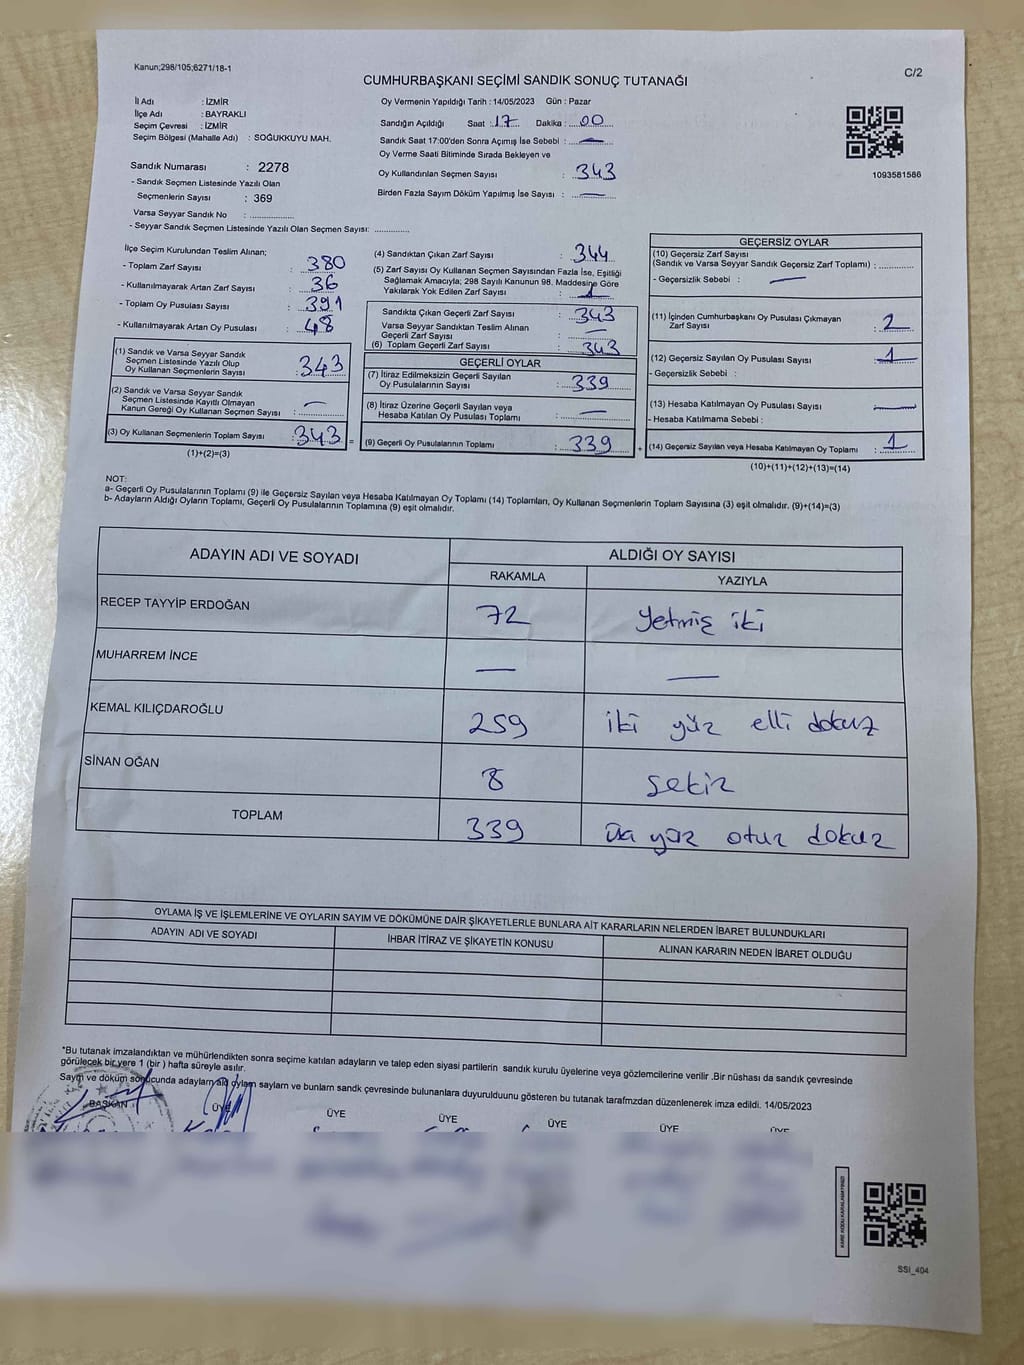 Kanun;298/105;6271/18-1
C/2
CUMHURBAŞKANI SEÇİMİ SANDIK SONUÇ TUTANAĞI
İl Adı : İZMİR
İlçe Adı : BAYRAKLI
Seçim Çevresi : İZMİR
Seçim Bölgesi (Mahalle Adı) : SOĞUKKUYU MAH.
Sandık Numarası : 2278
- Sandık Seçmen Listesinde Yazılı Olan
Seçmenlerin Sayısı : 369
Varsa Seyyar Sandık No : ...............
- Seyyar Sandık Seçmen Listesinde Yazılı Olan Seçmen Sayısı: ............
Oy Vermenin Yapıldığı Tarih : 14/05/2023 Gün : Pazar
Sandığın Açıldığı Saat : 17 Dakika : 00
Sandık Saat 17:00'den Sonra Açımış İse Sebebi : —
Oy Verme Saati Bitiminde Sırada Bekleyen ve
Oy Kullandırılan Seçmen Sayısı : 343
Birden Fazla Sayım Döküm Yapılmış İse Sayısı : —
1093581586
İlçe Seçim Kurulundan Teslim Alınan;
- Toplam Zarf Sayısı : 380
- Kullanılmayarak Artan Zarf Sayısı : 36
- Toplam Oy Pusulası : 391
- Kullanılmayarak Artan Oy Pusulası : 48
(1) Sandık ve Varsa Seyyar Sandık
Seçmen Listesinde Yazılı Olup
Oy Kullanan Seçmenlerin Sayısı : 343
(2) Sandık ve Varsa Seyyar Sandık
Seçmen Listesinde Kayıtlı Olmayan
Kanun Gereği Oy Kullanan Seçmen Sayısı : —
(3) Oy Kullanan Seçmenlerin Toplam Sayısı : 343 =
(1)+(2)=(3)
(4) Sandıktan Çıkan Zarf Sayısı : 344
(5) Zarf Sayısı Oy Kullanan Seçmen Sayısından Fazla İse, Eşitliği
Sağlamak Amacıyla; 298 Sayılı Kanunun 98. Maddesine Göre
Yakılarak Yok Edilen Zarf Sayısı : 1
Sandıkta Çıkan Geçerli Zarf Sayısı : 343
Varsa Seyyar Sandıktan Teslim Alınan
Geçerli Zarf Sayısı : —
(6) Toplam Geçerli Zarf Sayısı : 343
GEÇERLİ OYLAR
(7) İtiraz Edilmeksizin Geçerli Sayılan
Oy Pusulalarının Sayısı : 339
(8) İtiraz Üzerine Geçerli Sayılan veya
Hesaba Katılan Oy Pusulası Toplamı : —
(9) Geçerli Oy Pusulalarının Toplamı : 339 +
GEÇERSİZ OYLAR
(10) Geçersiz Zarf Sayısı
(Sandık ve Varsa Seyyar Sandık Geçersiz Zarf Toplamı) : ............
- Geçersizlik Sebebi : —
(11) İçinden Cumhurbaşkanı Oy Pusulası Çıkmayan
Zarf Sayısı : 2
(12) Geçersiz Sayılan Oy Pusulası Sayısı : 1
- Geçersizlik Sebebi :
(13) Hesaba Katılmayan Oy Pusulası Sayısı —
- Hesaba Katılmama Sebebi :
(14) Geçersiz Sayılan veya Hesaba Katılmayan Oy Toplamı : 1
(10)+(11)+(12)+(13)=(14)
NOT:
a- Geçerli Oy Pusulalarının Toplamı (9) ile Geçersiz Sayılan veya Hesaba Katılmayan Oy Toplamı (14) Toplamları, Oy Kullanan Seçmenlerin Toplam Sayısına (3) eşit olmalıdır. (9)+(14)=(3)
b- Adayların Aldığı Oyların Toplamı, Geçerli Oy Pusulalarının Toplamına (9) eşit olmalıdır.
ADAYIN ADI VE SOYADI ALDIĞI OY SAYISI
RAKAMLA YAZIYLA
RECEP TAYYİP ERDOĞAN 72 Yetmiş iki
MUHARREM İNCE — —
KEMAL KILIÇDAROĞLU 259 iki yüz elli dokuz
SİNAN OĞAN 8 sekiz
TOPLAM 339 üç yüz otuz dokuz
OYLAMA İŞ VE İŞLEMLERİNE VE OYLARIN SAYIM VE DÖKÜMÜNE DAİR ŞİKAYETLERLE BUNLARA AİT KARARLARIN NELERDEN İBARET BULUNDUKLARI
ADAYIN ADI VE SOYADI İHBAR İTİRAZ VE ŞİKAYETİN KONUSU ALINAN KARARIN NEDEN İBARET OLDUĞU
*Bu tutanak imzalandıktan ve mühürlendikten sonra seçime katılan adayların ve talep eden siyasi partilerin sandık kurulu üyelerine veya gözlemcilerine verilir .Bir nüshası da sandık çevresinde
görülecek bir yere 1 (bir ) hafta süreyle asılır.
Sayım ve döküm sonucunda adayların ald oyların saylarn ve bunların sandk çevresinde bulunanlara duyurulduunu gösteren bu tutanak tarafmzdan düzenlenerek imza edildi. 14/05/2023
BAŞKAN ÜYE ÜYE ÜYE ÜYE ÜYE ÜYE
SSI_404